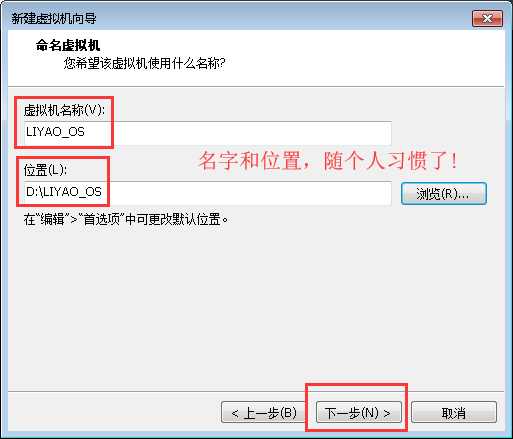 新建虚拟机向导
命名虚拟机
您希望该虚拟机使用什么名称?
虚拟机名称(V):
LIYAO_OS
名字和位置，随个人习惯了!
位置(L):
D:\LIYAO_OS
浏览(R)...
在“编辑”>“首选项”中可更改默认位置。
< 上一步(B)
下一步(N) >
取消